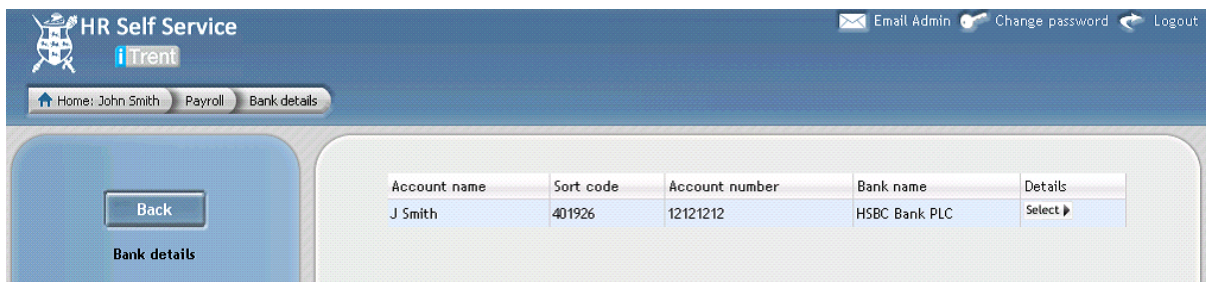 HR Self Service
iTrent
Email Admin Change password Logout
Home: John Smith Payroll Bank details
Back
Bank details
Account name Sort code Account number Bank name Details
J Smith 401926 12121212 HSBC Bank PLC Select